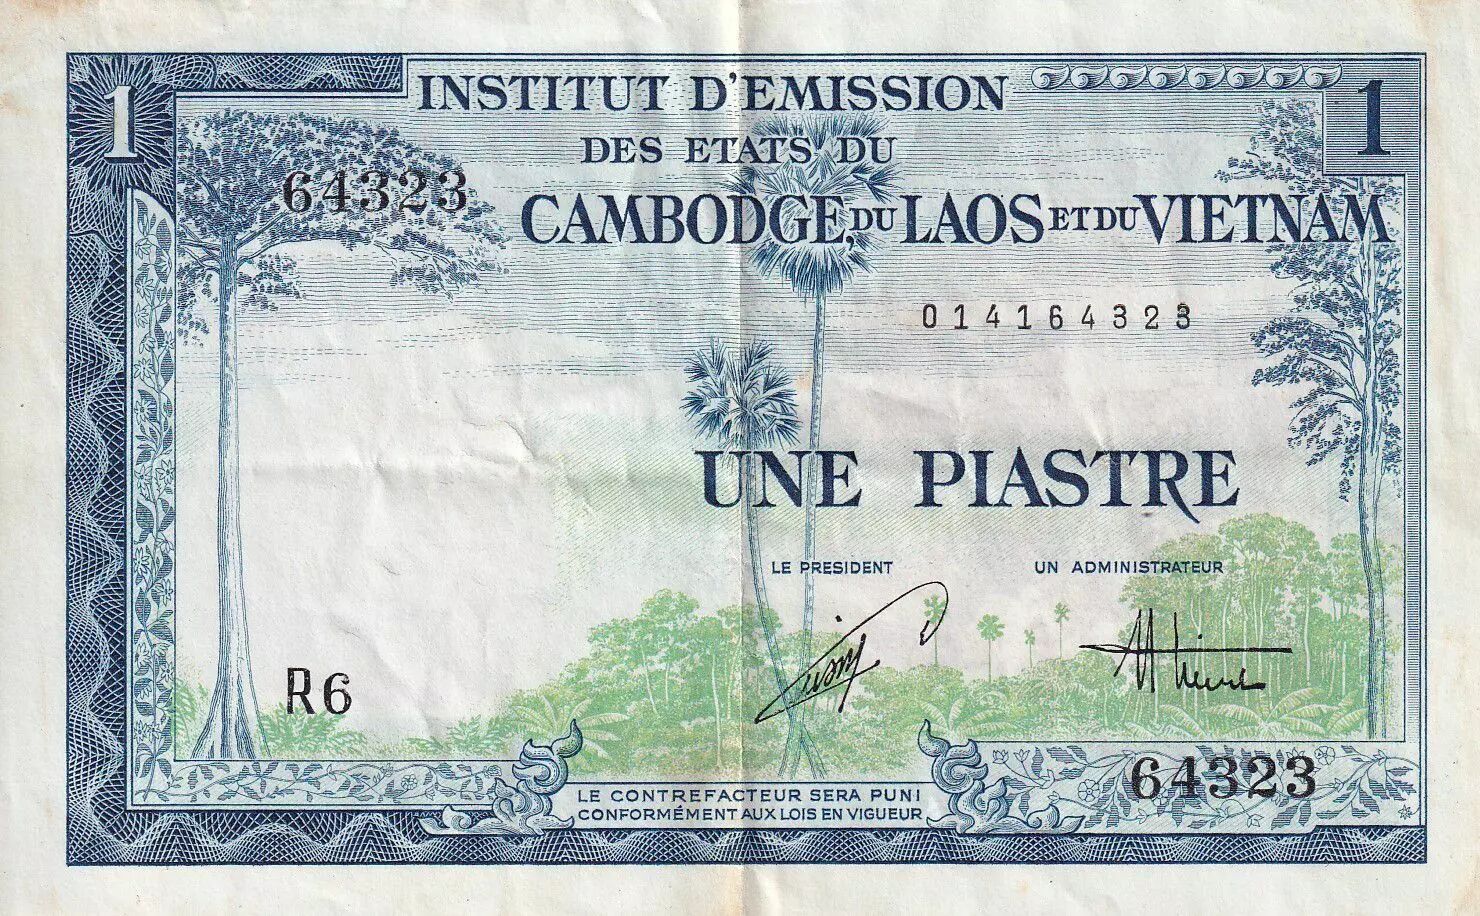 1
INSTITUT D'EMISSION
1
DES ETATS DU
64323
CAMBODGE, DU LAOS ET DU VIETNAM
014164323
UNE PIASTRE
LE PRESIDENT
UN ADMINISTRATEUR
R6
64323
LE CONTREFACTEUR SERA PUNI
CONFORMÉMENT AUX LOIS EN VIGUEUR